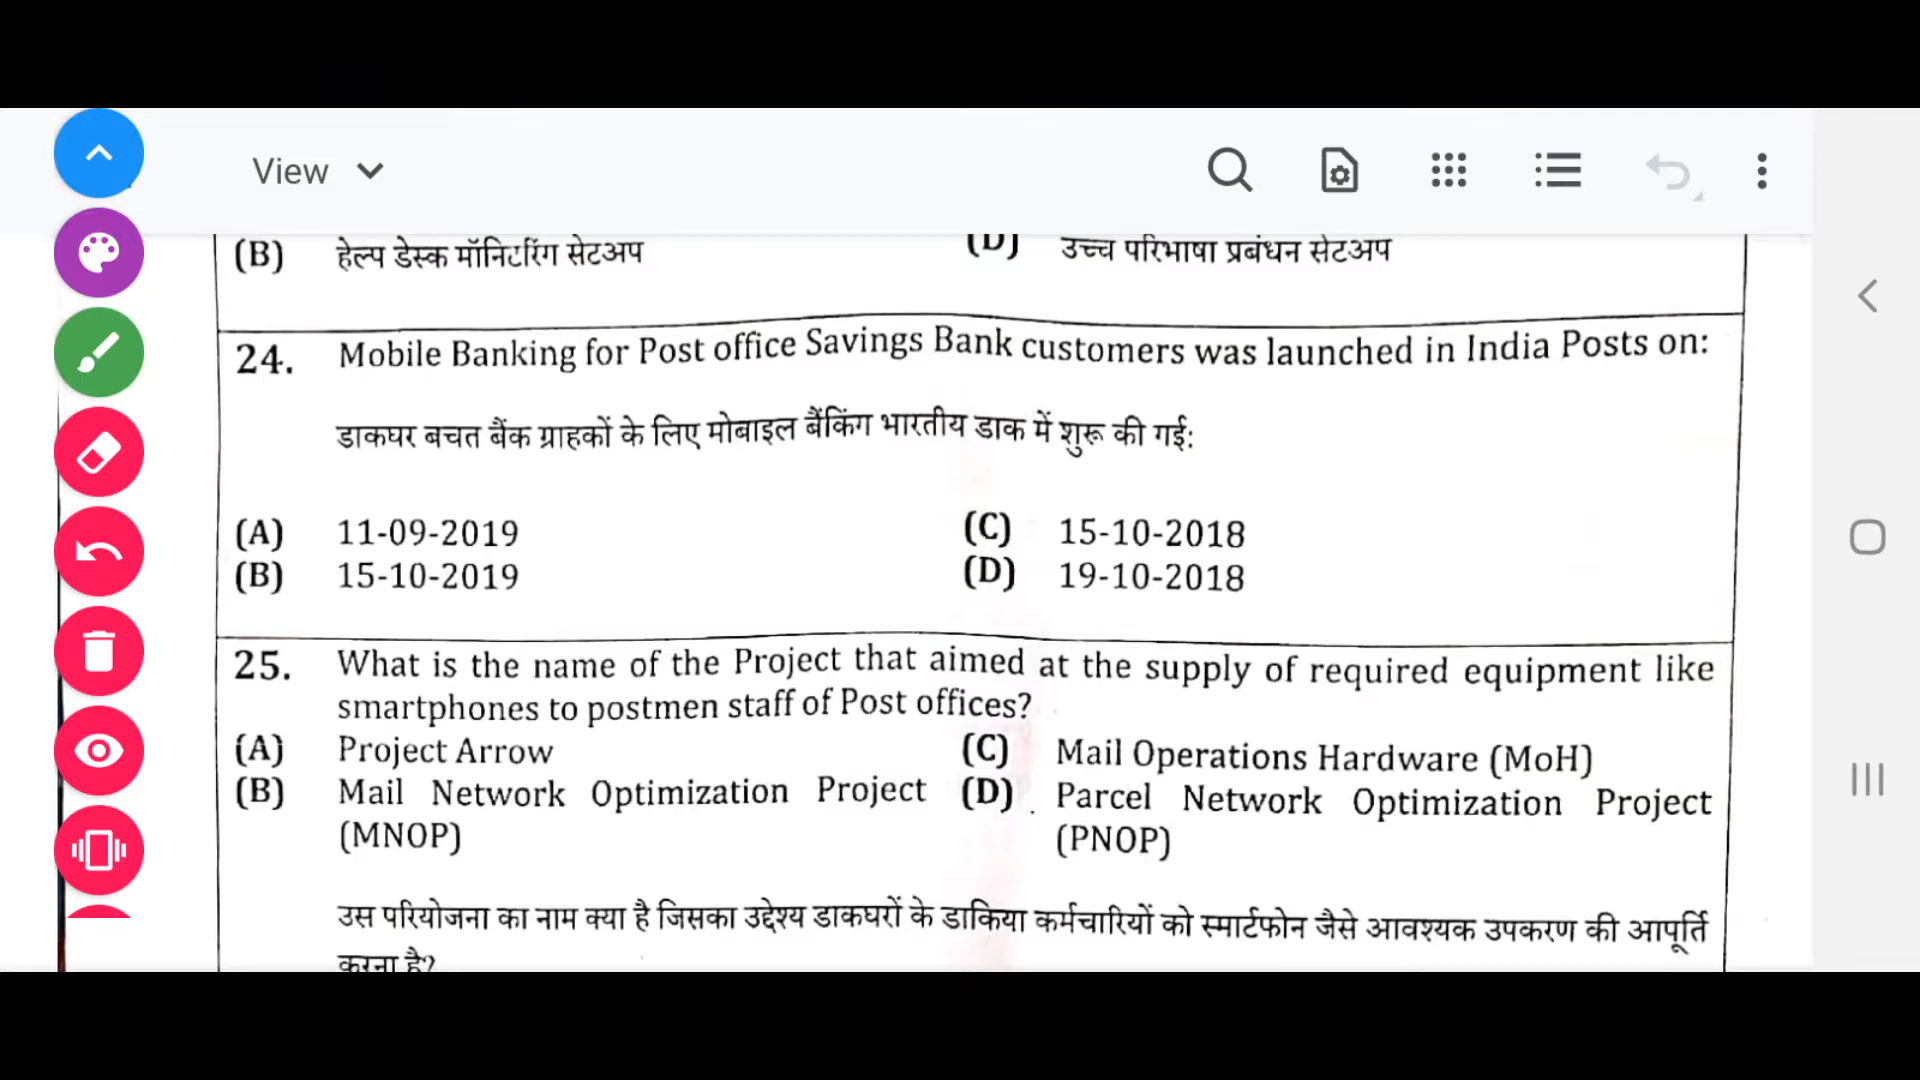 View
(B) हेल्प डेस्क मॉनिटरिंग सेटअप (D) उच्च परिभाषा प्रबंधन सेटअप
24. Mobile Banking for Post office Savings Bank customers was launched in India Posts on:
डाकघर बचत बैंक ग्राहकों के लिए मोबाइल बैंकिंग भारतीय डाक में शुरू की गई:
(A) 11-09-2019 (C) 15-10-2018
(B) 15-10-2019 (D) 19-10-2018
25. What is the name of the Project that aimed at the supply of required equipment like
smartphones to postmen staff of Post offices?
(A) Project Arrow (C) Mail Operations Hardware (MoH)
(B) Mail Network Optimization Project (D) Parcel Network Optimization Project
(MNOP) (PNOP)
उस परियोजना का नाम क्या है जिसका उद्देश्य डाकघरों के डाकिया कर्मचारियों को स्मार्टफोन जैसे आवश्यक उपकरण की आपूर्ति
करना है?